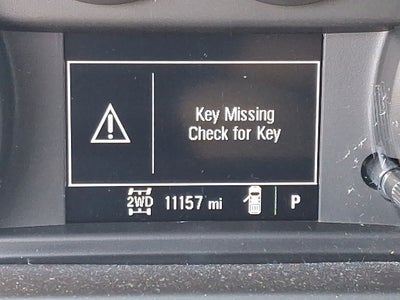 Key Missing
Check for Key
2WD 11157 mi P